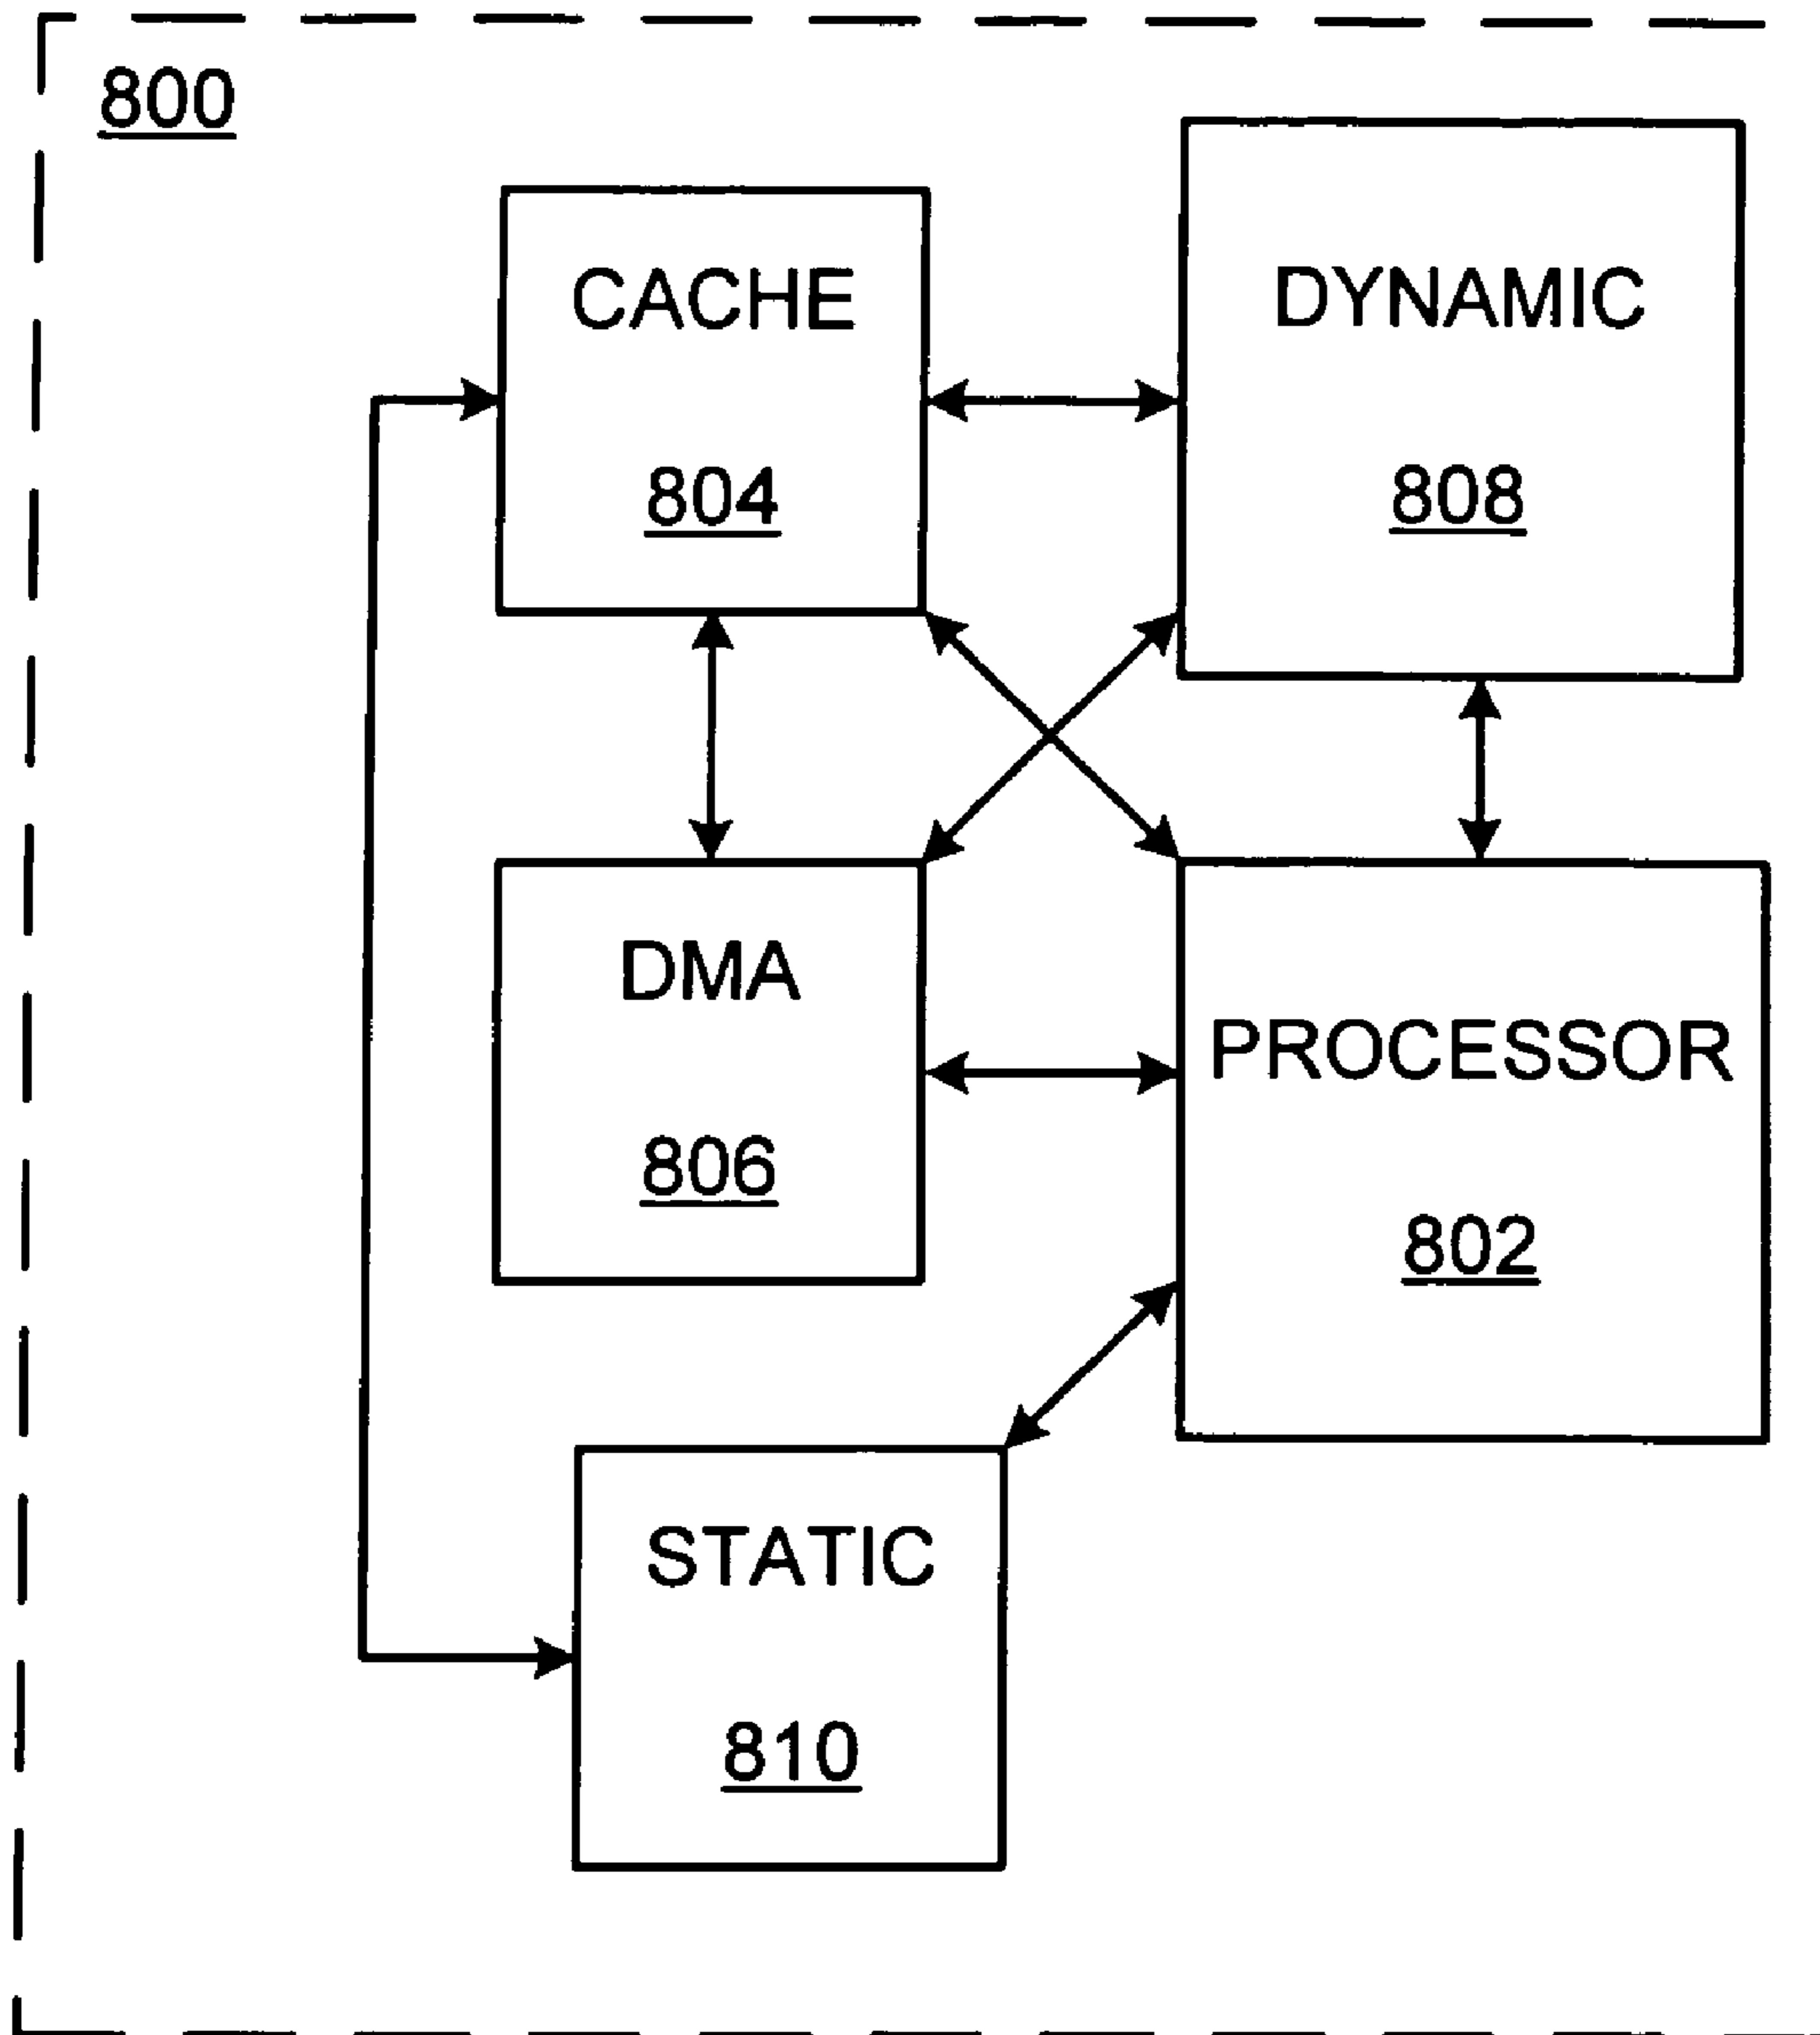 800
CACHE
804
DYNAMIC
808
DMA
806
PROCESSOR
802
STATIC
810